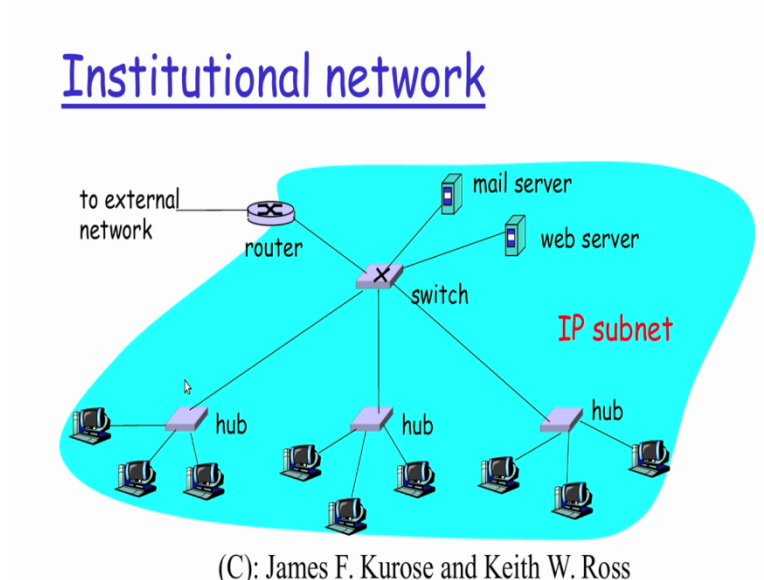 Institutional network
to external
network
router
mail server
web server
switch
IP subnet
hub
hub
hub
(C): James F. Kurose and Keith W. Ross